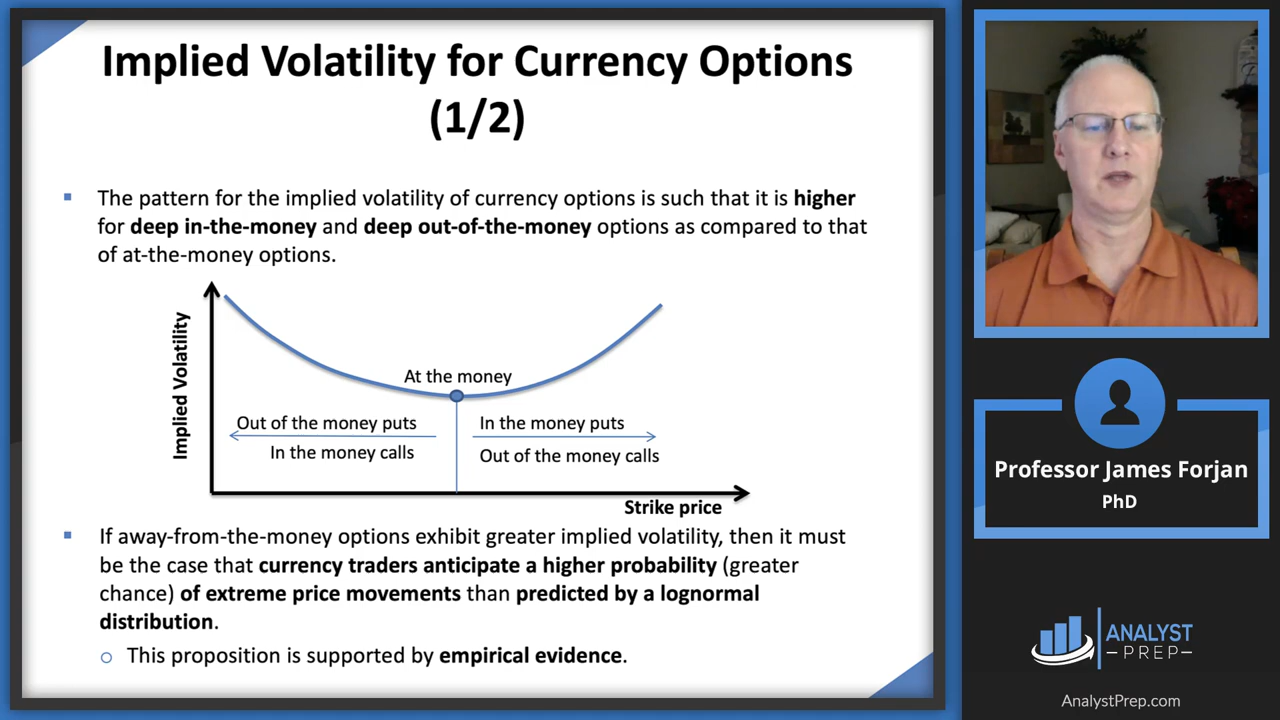 Implied Volatility for Currency Options
(1/2)
The pattern for the implied volatility of currency options is such that it is higher
for deep in-the-money and deep out-of-the-money options as compared to that
of at-the-money options.
Implied Volatility
At the money
Out of the money puts
In the money calls
In the money puts
Out of the money calls
Strike price
If away-from-the-money options exhibit greater implied volatility, then it must
be the case that currency traders anticipate a higher probability (greater
chance) of extreme price movements than predicted by a lognormal
distribution.
This proposition is supported by empirical evidence.
Professor James Forjan
PhD
ANALYST
PREP
AnalystPrep.com